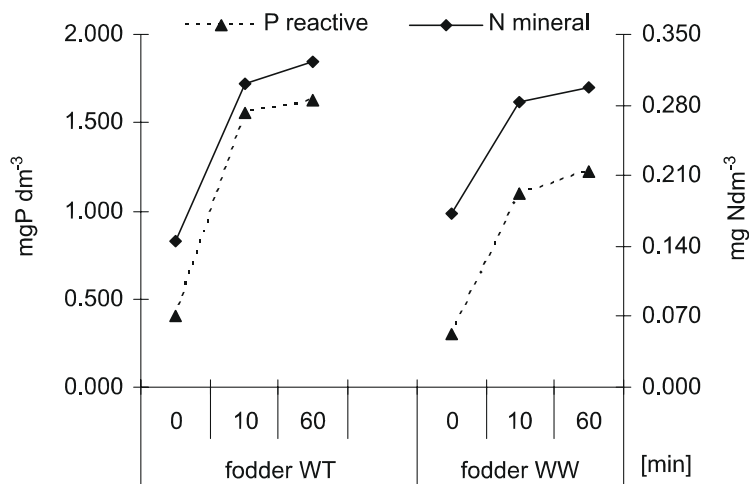 P reactive N mineral
2.000 0.350
0.280
1.500
0.210
1.000
0.140
0.500
0.070
0.000 0.000
mgP dm-3
mg Ndm-3
0 10 60 0 10 60
fodder WT fodder WW [min]